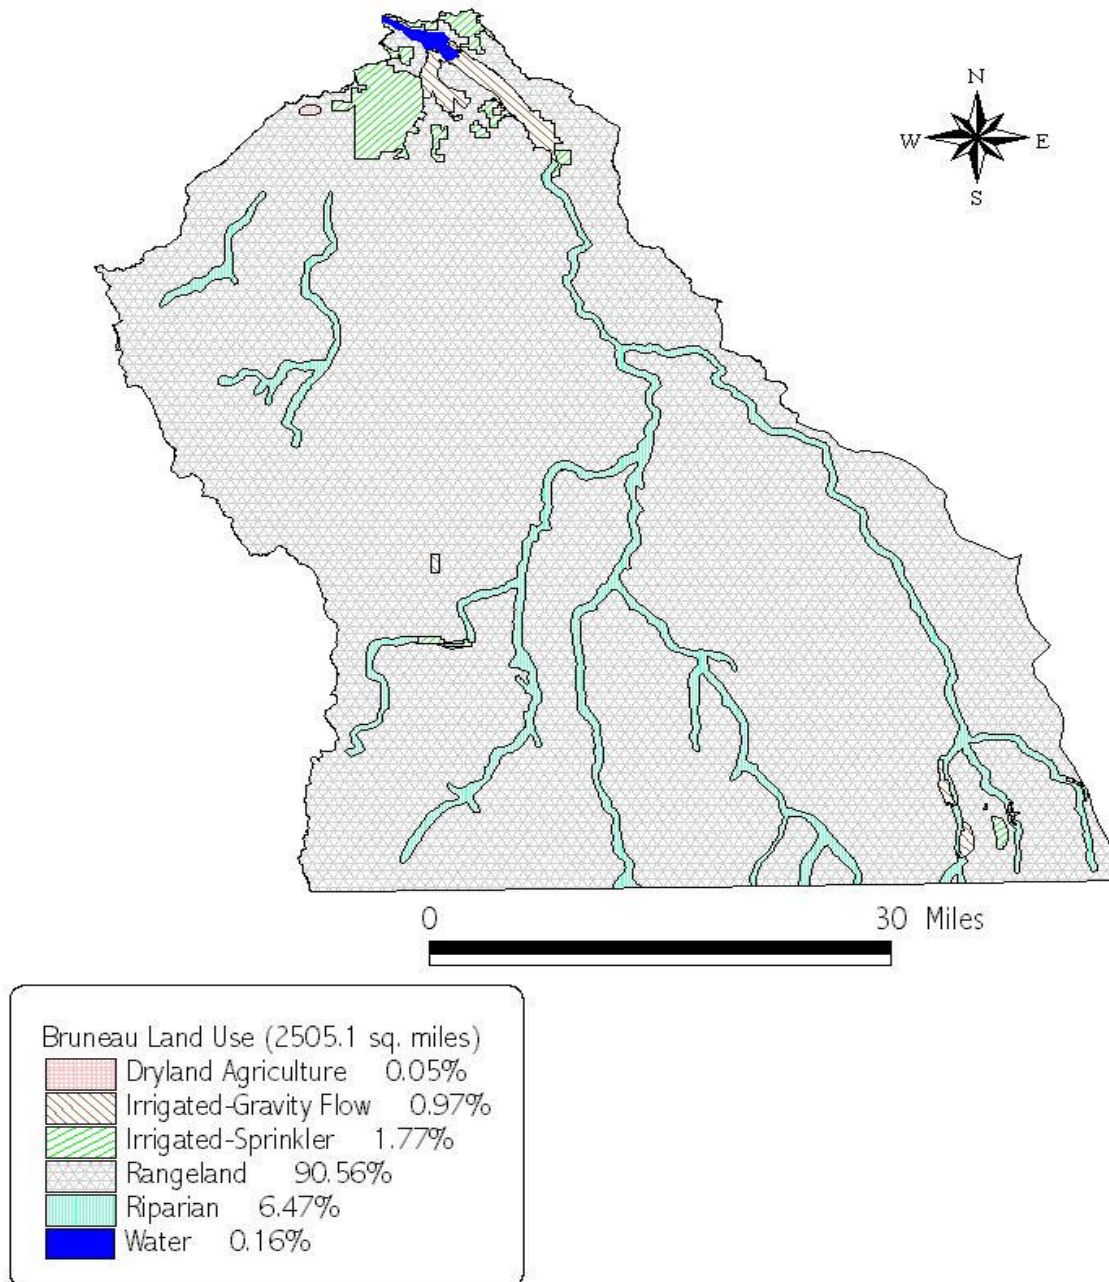 N
W E
S
0 30 Miles
Bruneau Land Use (2505.1 sq. miles)
Dryland Agriculture 0.05%
Irrigated-Gravity Flow 0.97%
Irrigated-Sprinkler 1.77%
Rangeland 90.56%
Riparian 6.47%
Water 0.16%